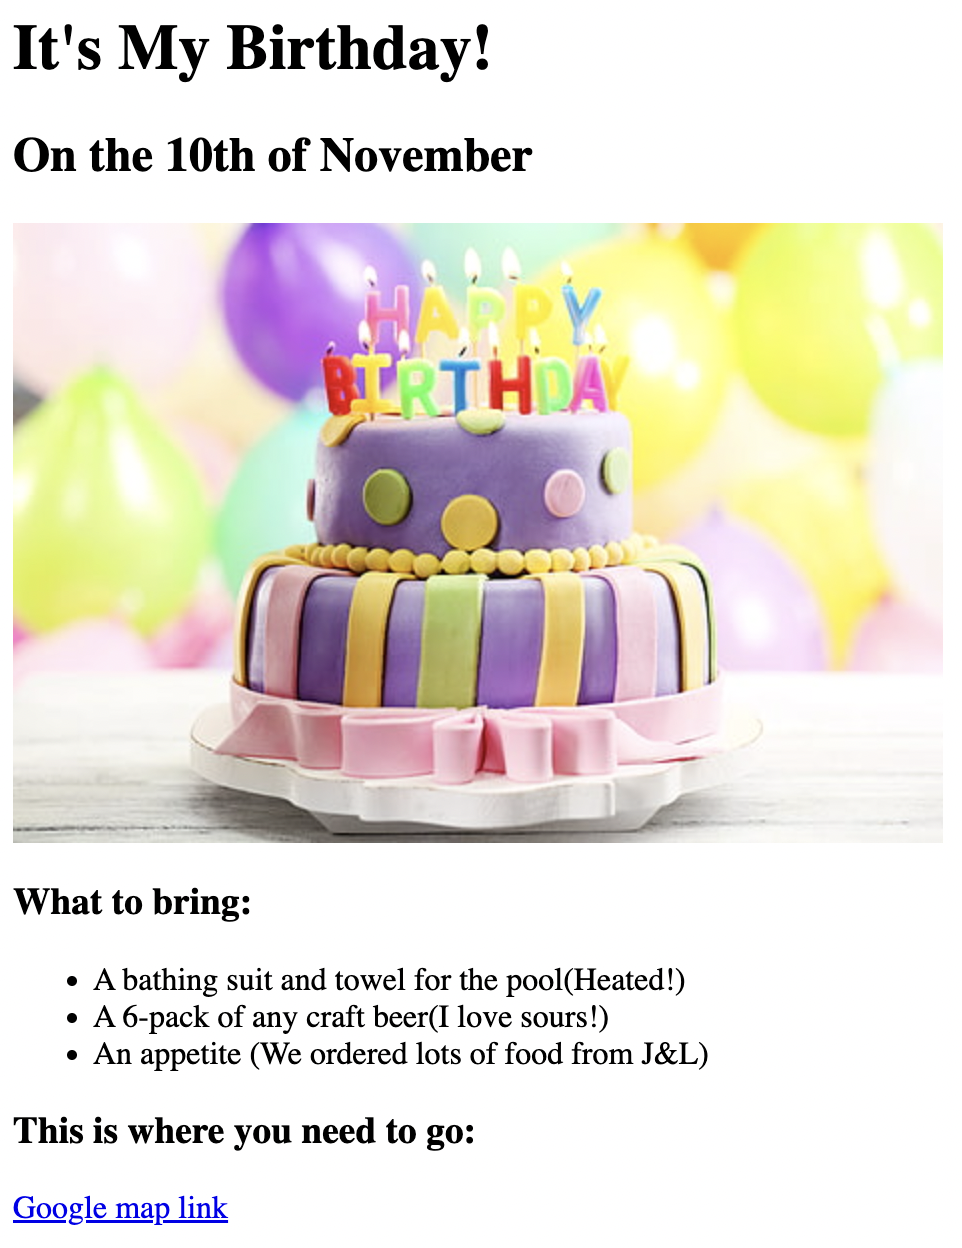 It's My Birthday!
On the 10th of November
HAPPY
BIRTHDAY
What to bring:
A bathing suit and towel for the pool(Heated!)
A 6-pack of any craft beer(I love sours!)
An appetite (We ordered lots of food from J&L)
This is where you need to go:
Google map link